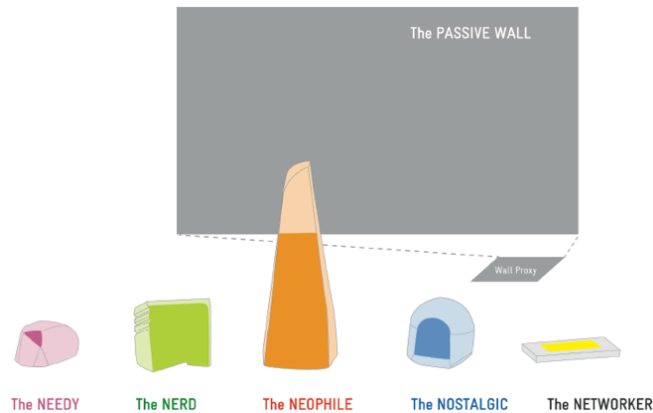 The PASSIVE WALL
Wall Proxy
The NEEDY
The NERD
The NEOPHILE
The NOSTALGIC
The NETWORKER